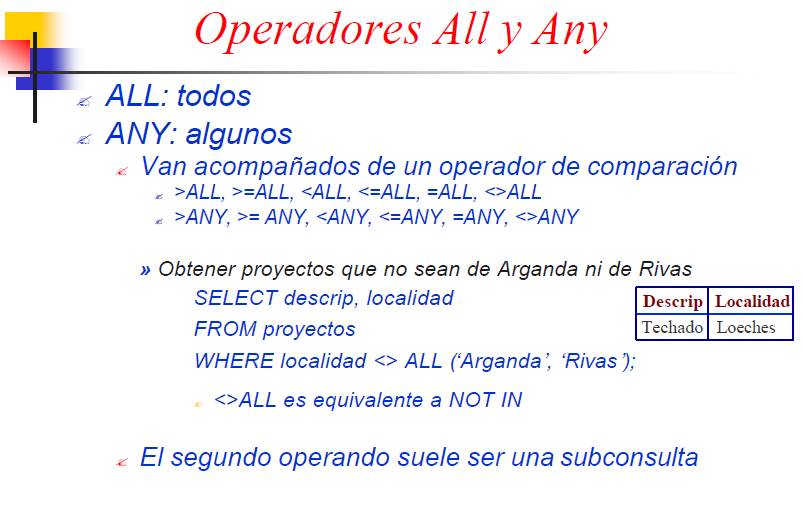 Operadores All y Any
ALL: todos
ANY: algunos
Van acompañados de un operador de comparación
>ALL, >=ALL, <ALL, <=ALL, =ALL, <>ALL
>ANY, >= ANY, <ANY, <=ANY, =ANY, <>ANY
» Obtener proyectos que no sean de Arganda ni de Rivas
SELECT descrip, localidad
FROM proyectos
WHERE localidad <> ALL (‘Arganda’, ‘Rivas’);
Descrip Localidad
Techado Loeches
<>ALL es equivalente a NOT IN
El segundo operando suele ser una subconsulta